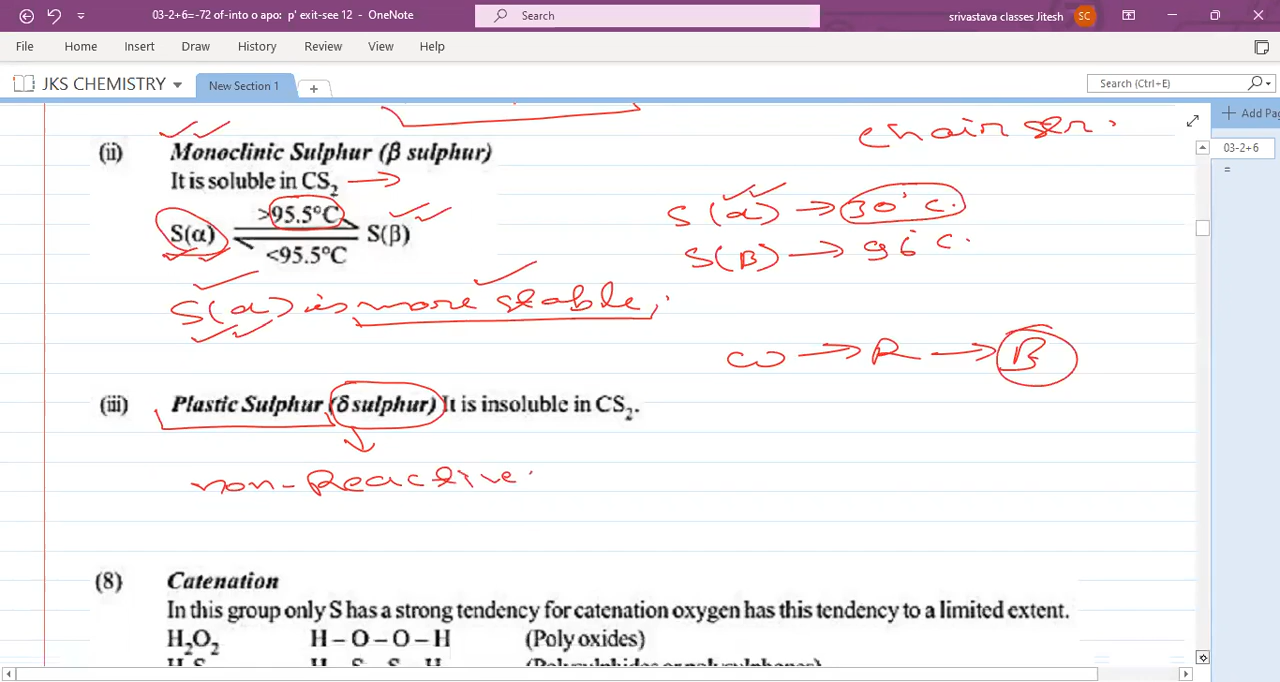 03-2+6=-72 of-into o apo: p' exit-see 12 - OneNote
Search
srivastava classes Jitesh
SC
File Home Insert Draw History Review View Help
JKS CHEMISTRY
New Section 1
+
Search (Ctrl+E)
+ Add Pag
03-2+6
=
(ii) Monoclinic Sulphur (β sulphur)
It is soluble in CS₂ →
>95.5°C
S(α) ⇌ S(β)
<95.5°C
S(α) → 30°C.
S(B) → 96°C.
S(α) is more stable.
ω → R → B
(iii) Plastic Sulphur (δ sulphur) It is insoluble in CS₂.
non-Reactive.
(8) Catenation
In this group only S has a strong tendency for catenation oxygen has this tendency to a limited extent.
H₂O₂ H – O – O – H (Poly oxides)